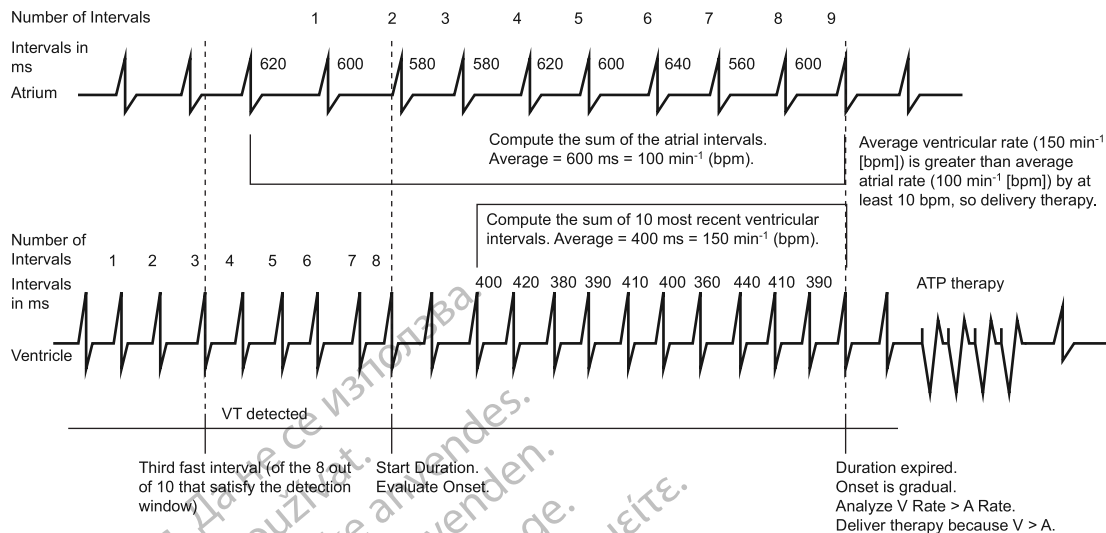 Number of Intervals 1 2 3 4 5 6 7 8 9
Intervals in
ms
620 600 580 580 620 600 640 560 600
Atrium
Compute the sum of the atrial intervals.
Average = 600 ms = 100 min-1 (bpm).
Average ventricular rate (150 min-1
[bpm]) is greater than average
atrial rate (100 min-1 [bpm]) by at
least 10 bpm, so delivery therapy.
Compute the sum of 10 most recent ventricular
intervals. Average = 400 ms = 150 min-1 (bpm).
Number of
Intervals
1 2 3 4 5 6 7 8
Intervals
in ms
400 420 380 390 410 400 360 440 410 390
ATP therapy
Ventricle
VT detected
Third fast interval (of the 8 out
of 10 that satisfy the detection
window)
Start Duration.
Evaluate Onset.
Duration expired.
Onset is gradual.
Analyze V Rate > A Rate.
Deliver therapy because V > A.
Да не се използва.